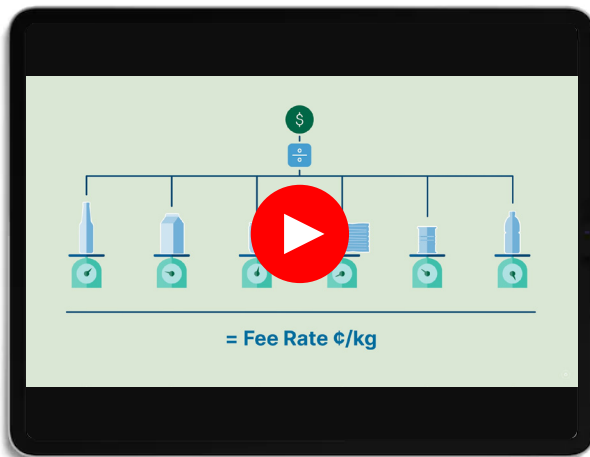 $
÷
= Fee Rate ¢/kg